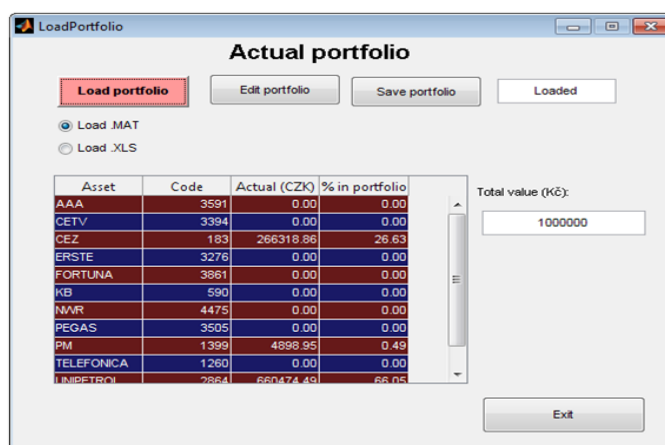 LoadPortfolio
Actual portfolio
Load portfolio Edit portfolio Save portfolio Loaded
Load .MAT
Load .XLS
Asset Code Actual (CZK) % in portfolio
AAA 3591 0.00 0.00
CETV 3394 0.00 0.00
CEZ 183 266318.86 26.63
ERSTE 3276 0.00 0.00
FORTUNA 3861 0.00 0.00
KB 590 0.00 0.00
NWR 4475 0.00 0.00
PEGAS 3505 0.00 0.00
PM 1399 4898.95 0.49
TELEFONICA 1260 0.00 0.00
UNIPETROL 2864 660474.49 66.05
Total value (Kč):
1000000
Exit